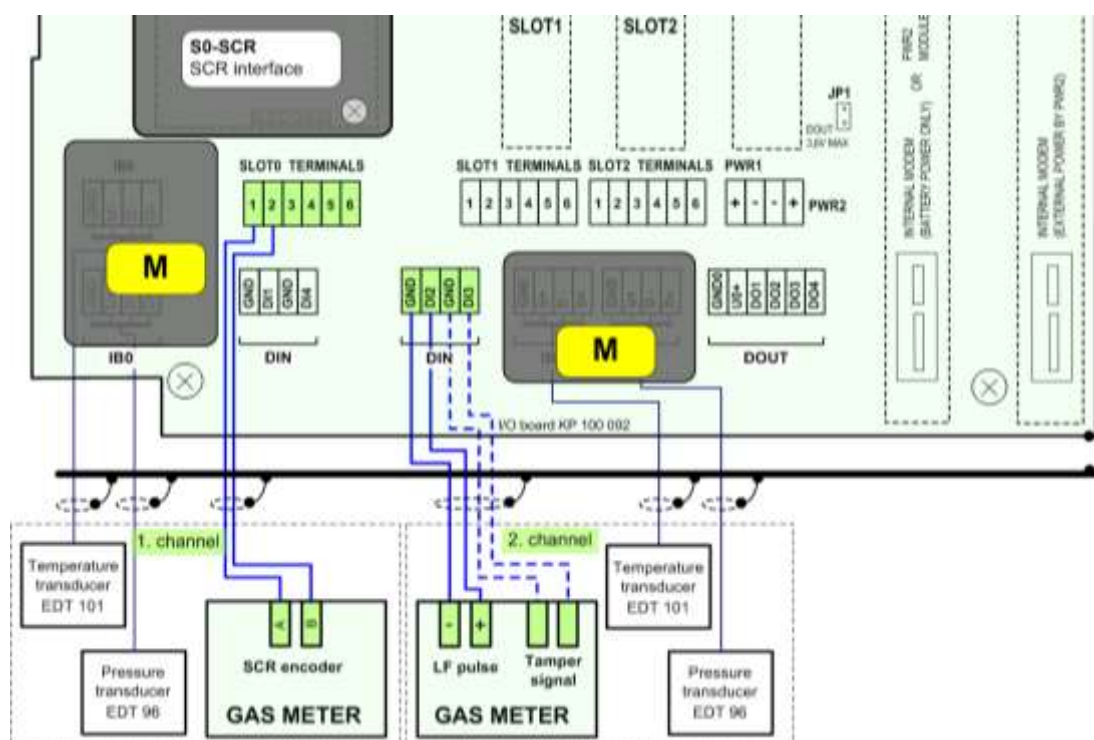 S0-SCR
SCR interface
SLOT1
SLOT2
JP1
DOUT
3,6V MAX
INTERNAL MODEM
(BATTERY POWER ONLY)
OR
PWR2
MODULE
INTERNAL MODEM
(EXTERNAL POWER BY PWR2)
IB0
SLOT0 TERMINALS
1 2 3 4 5 6
SLOT1 TERMINALS
1 2 3 4 5 6
SLOT2 TERMINALS
1 2 3 4 5 6
PWR1
+ - - +
PWR2
M
GND DI1 GND DI4
DIN
GND DI2 GND DI3
DIN
M
GND0 U0+ DO1 DO2 DO3 DO4
DOUT
IB0
I/O board KP 100 092
1. channel
2. channel
Temperature
transducer
EDT 101
Pressure
transducer
EDT 96
A B
SCR encoder
GAS METER
- +
LF pulse
Tamper
signal
GAS METER
Temperature
transducer
EDT 101
Pressure
transducer
EDT 96